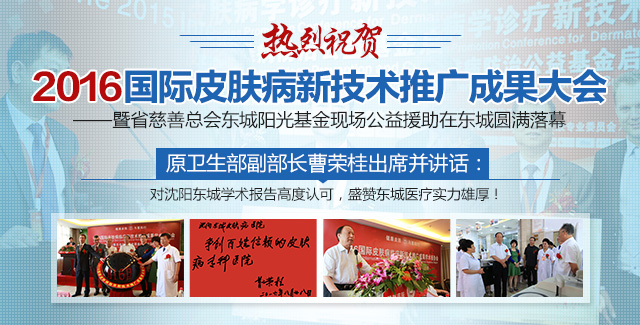 热烈祝贺
2016国际皮肤病新技术推广成果大会
——暨省慈善总会东城阳光基金现场公益援助在东城圆满落幕
原卫生部副部长曹荣桂出席并讲话：
对沈阳东城学术报告高度认可，盛赞东城医疗实力雄厚！
争创百姓信赖的皮肤
病专科医院
曹荣桂